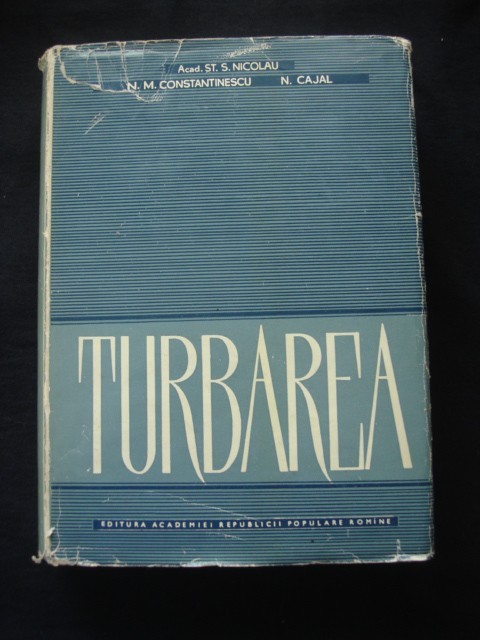 Acad. ST. S. NICOLAU
N. M. CONSTANTINESCU N. CAJAL
TURBAREA
EDITURA ACADEMIEI REPUBLICII POPULARE ROMÎNE